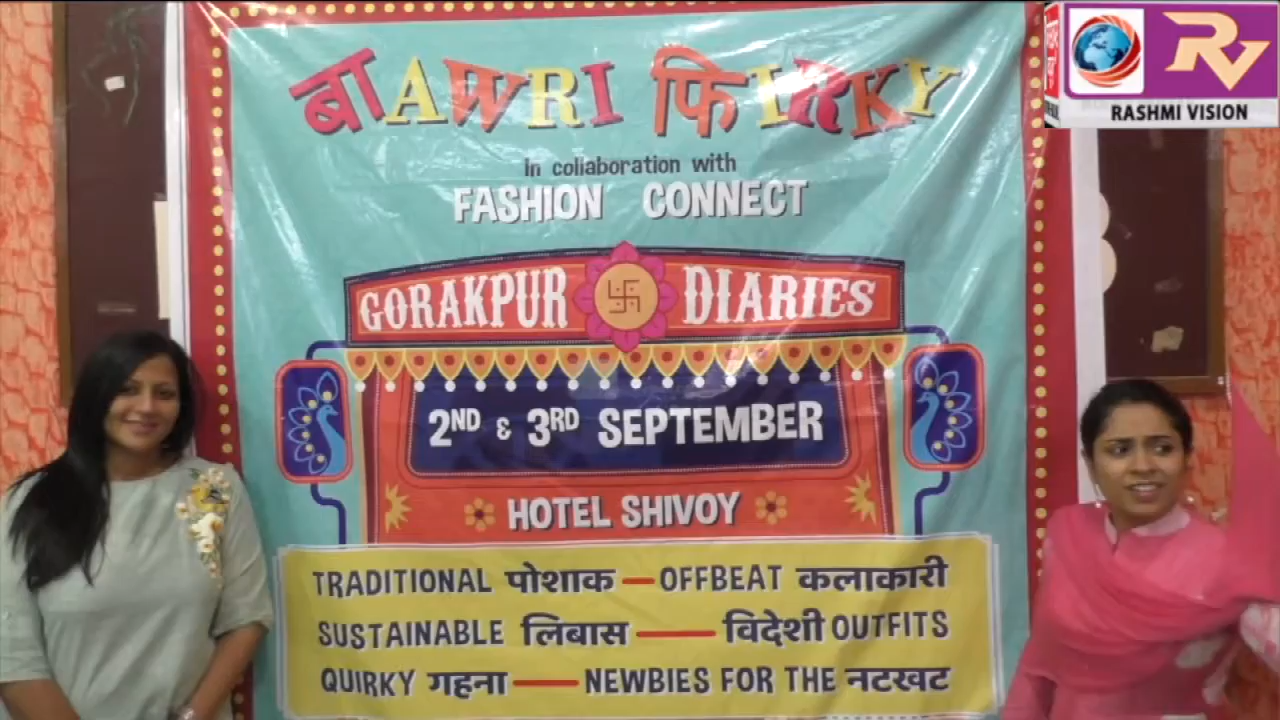 बाAWRI फिIRKY
In collaboration with
FASHION CONNECT
GORAKPUR DIARIES
2ND & 3RD SEPTEMBER
HOTEL SHIVOY
TRADITIONAL पोशाक — OFFBEAT कलाकारी
SUSTAINABLE लिबास — विदेशी OUTFITS
QUIRKY गहना — NEWBIES FOR THE नटखट
RV
RASHMI VISION